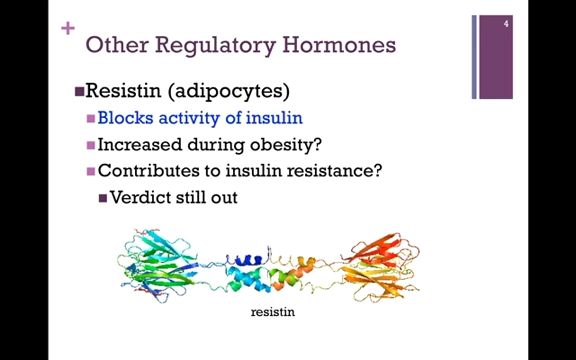 4
+
Other Regulatory Hormones
Resistin (adipocytes)
Blocks activity of insulin
Increased during obesity?
Contributes to insulin resistance?
Verdict still out
resistin